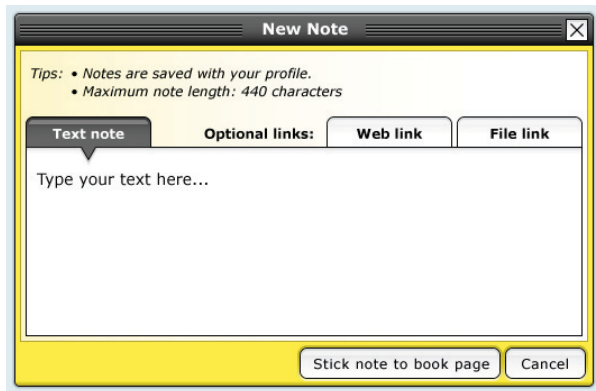 New Note
Tips: • Notes are saved with your profile.
• Maximum note length: 440 characters
Text note Optional links: Web link File link
Type your text here...
Stick note to book page Cancel